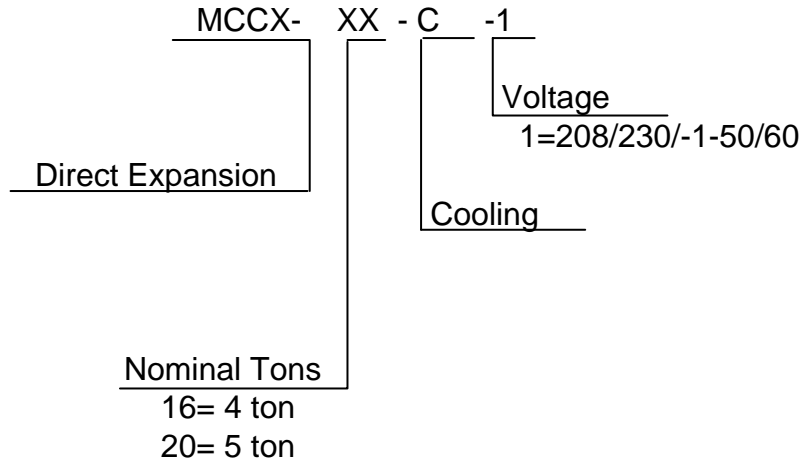 MCCX- XX - C -1
Voltage
1=208/230/-1-50/60
Direct Expansion
Cooling
Nominal Tons
16= 4 ton
20= 5 ton